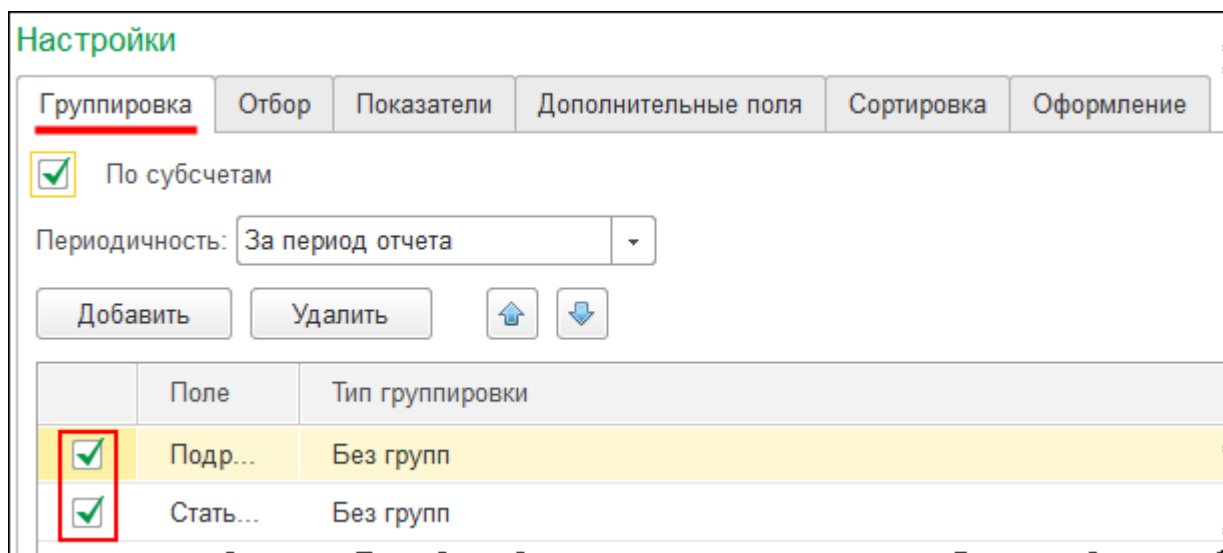 Настройки
Группировка Отбор Показатели Дополнительные поля Сортировка Оформление
По субсчетам
Периодичность: За период отчета
Добавить Удалить
Поле Тип группировки
Подр... Без групп
Стать... Без групп